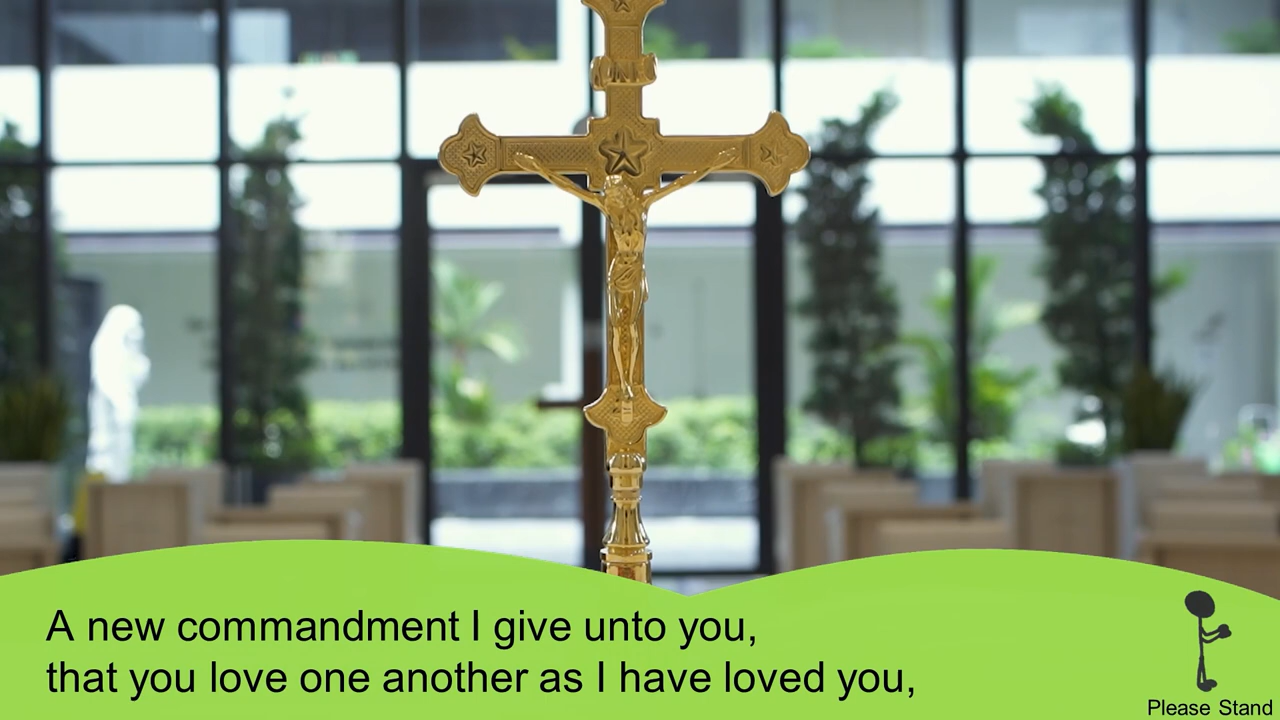 A new commandment I give unto you,
that you love one another as I have loved you,
Please Stand